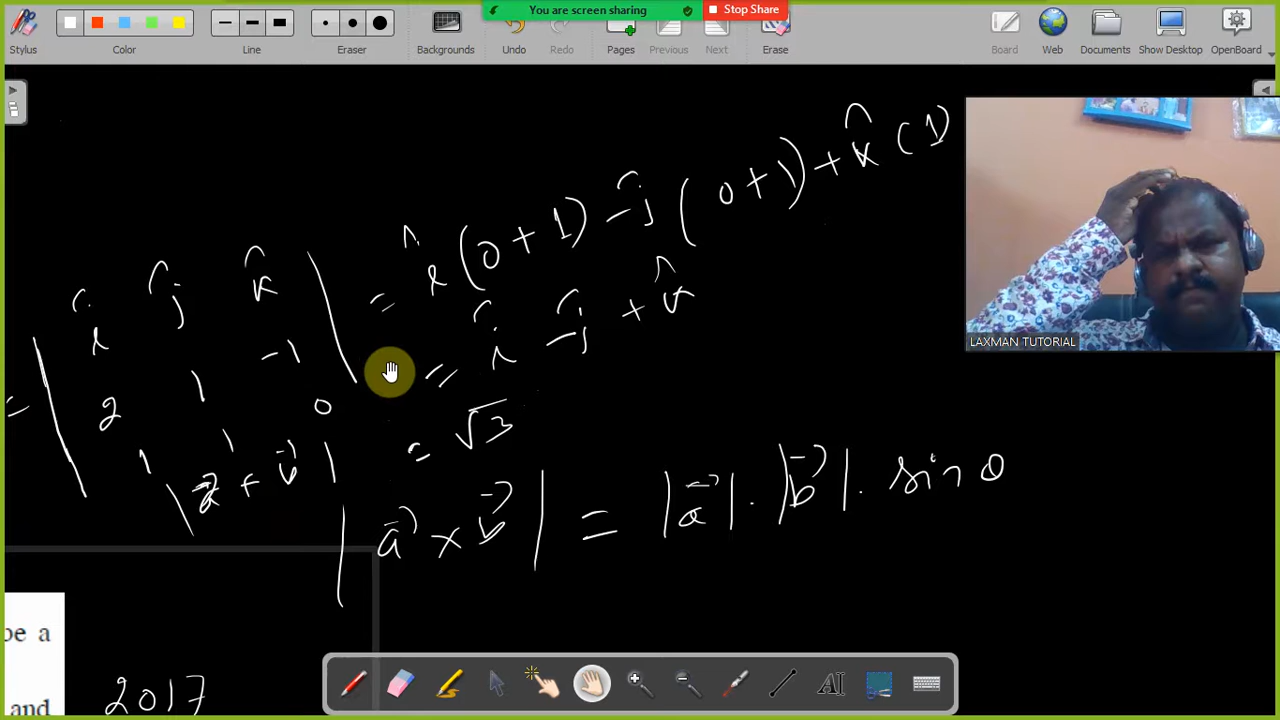 You are screen sharing
Stop Share
Stylus Color Line Eraser Backgrounds Undo Redo Pages Previous Next Erase Board Web Documents Show Desktop OpenBoard
| î ĵ k̂ | = î (0+1) - ĵ (0+1) + k̂ (1)
= | 2 1 -1 | = î - ĵ + k̂
| 1 1 0 |
|a⃗ + b⃗| = √3
|a⃗ × b⃗| = |a⃗| . |b⃗| . sin θ
LAXMAN TUTORIAL
be a
and
2017